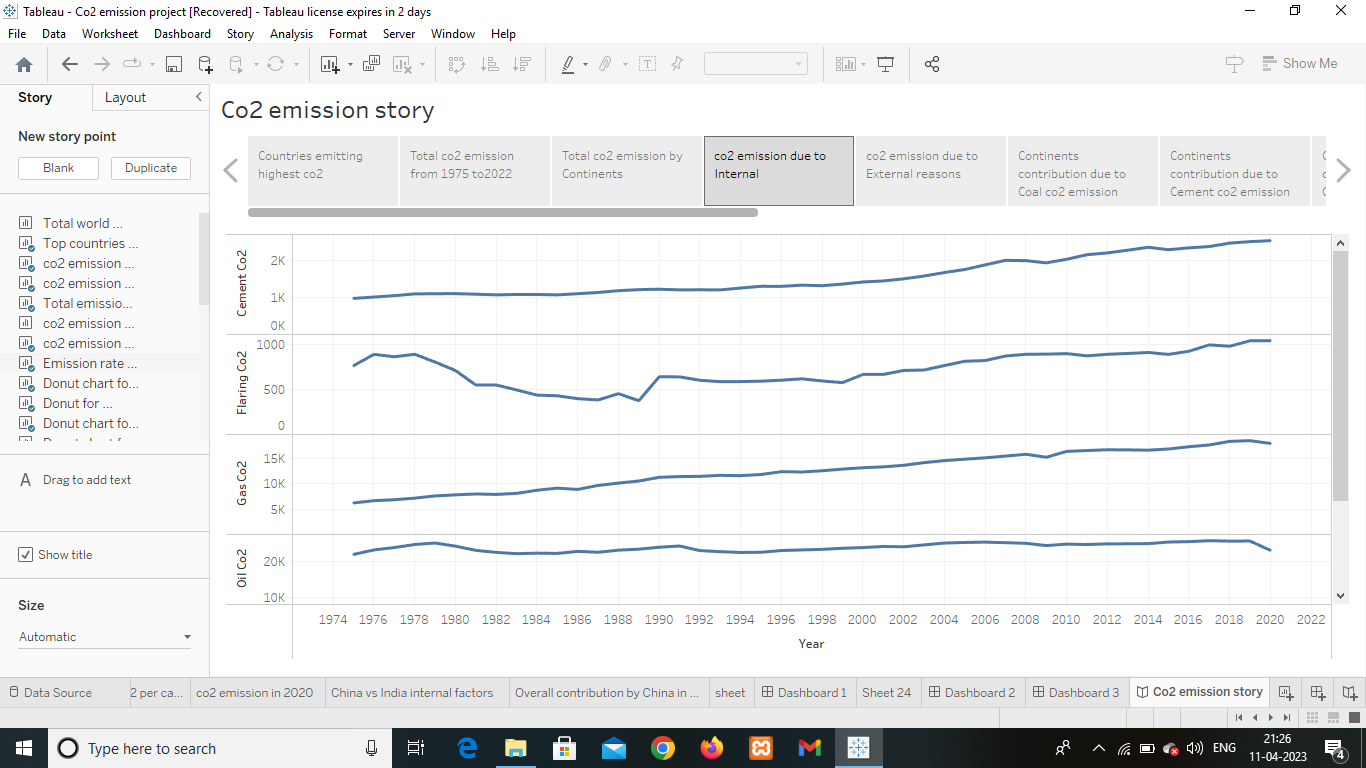 Tableau - Co2 emission project [Recovered] - Tableau license expires in 2 days
File Data Worksheet Dashboard Story Analysis Format Server Window Help
Show Me
Story Layout
New story point
Blank Duplicate
Total world ...
Top countries ...
co2 emission ...
co2 emission ...
Total emissio...
co2 emission ...
co2 emission ...
Emission rate ...
Donut chart fo...
Donut for ...
Donut chart fo...
A Drag to add text
Show title
Size
Automatic
Co2 emission story
Countries emitting
highest co2
Total co2 emission
from 1975 to2022
Total co2 emission by
Continents
co2 emission due to
Internal
co2 emission due to
External reasons
Continents
contribution due to
Coal co2 emission
Continents
contribution due to
Cement co2 emission
Cement Co2
2K
1K
0K
Flaring Co2
1000
500
0
Gas Co2
15K
10K
5K
Oil Co2
20K
10K
1974 1976 1978 1980 1982 1984 1986 1988 1990 1992 1994 1996 1998 2000 2002 2004 2006 2008 2010 2012 2014 2016 2018 2020 2022
Year
Data Source 2 per ca... co2 emission in 2020 China vs India internal factors Overall contribution by China in ... sheet Dashboard 1 Sheet 24 Dashboard 2 Dashboard 3 Co2 emission story
Type here to search
ENG
21:26
11-04-2023
4